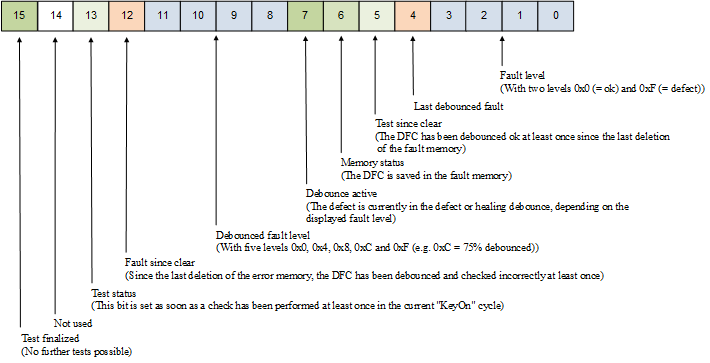 15 14 13 12 11 10 9 8 7 6 5 4 3 2 1 0
Fault level
(With two levels 0x0 (= ok) and 0xF (= defect))
Last debounced fault
Test since clear
(The DFC has been debounced ok at least once since the last deletion
of the fault memory)
Memory status
(The DFC is saved in the fault memory)
Debounce active
(The defect is currently in the defect or healing debounce, depending on the
displayed fault level)
Debounced fault level
(With five levels 0x0, 0x4, 0x8, 0xC and 0xF (e.g. 0xC = 75% debounced))
Fault since clear
(Since the last deletion of the error memory, the DFC has been debounced and checked incorrectly at least once)
Test status
(This bit is set as soon as a check has been performed at least once in the current "KeyOn" cycle)
Not used
Test finalized
(No further tests possible)